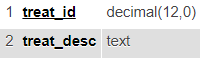 1 treat_id decimal(12,0)
2 treat_desc text